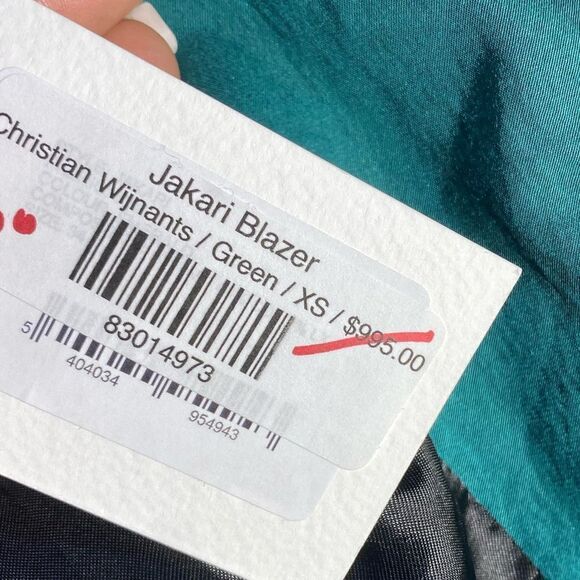 Jakari Blazer
Christian Wijnants / Green / XS / $995.00
83014973
5 404034 954943